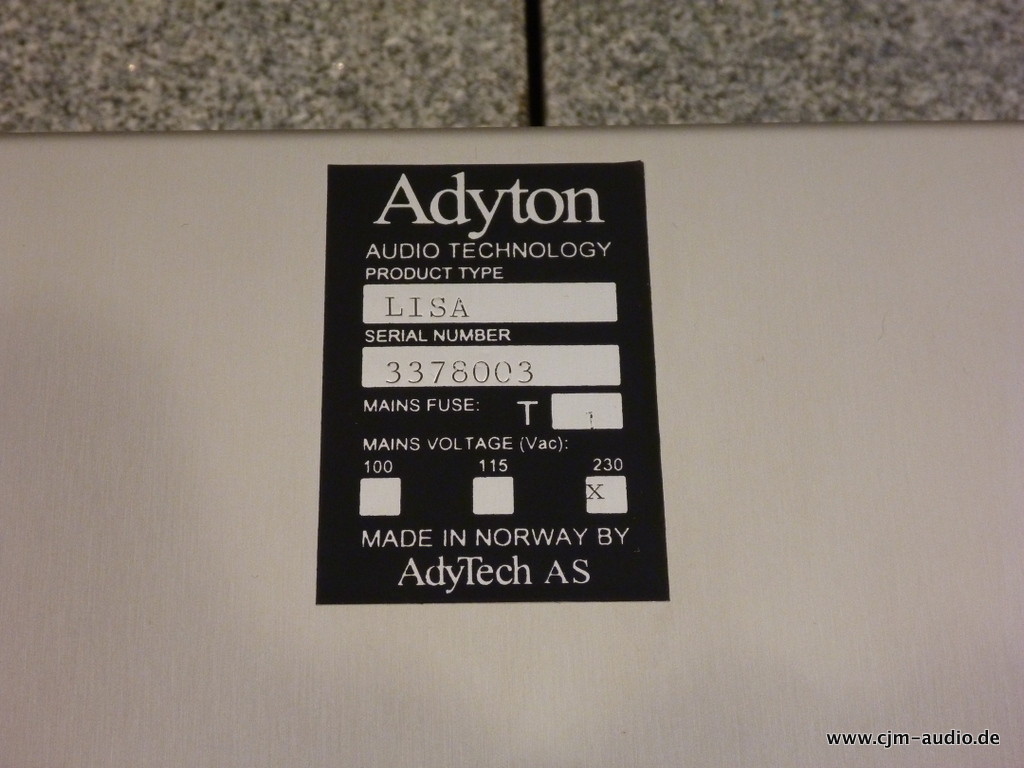 Adyton
AUDIO TECHNOLOGY
PRODUCT TYPE
LISA
SERIAL NUMBER
3378003
MAINS FUSE: T 1
MAINS VOLTAGE (Vac):
100 115 230
X
MADE IN NORWAY BY
AdyTech AS
www.cjm-audio.de